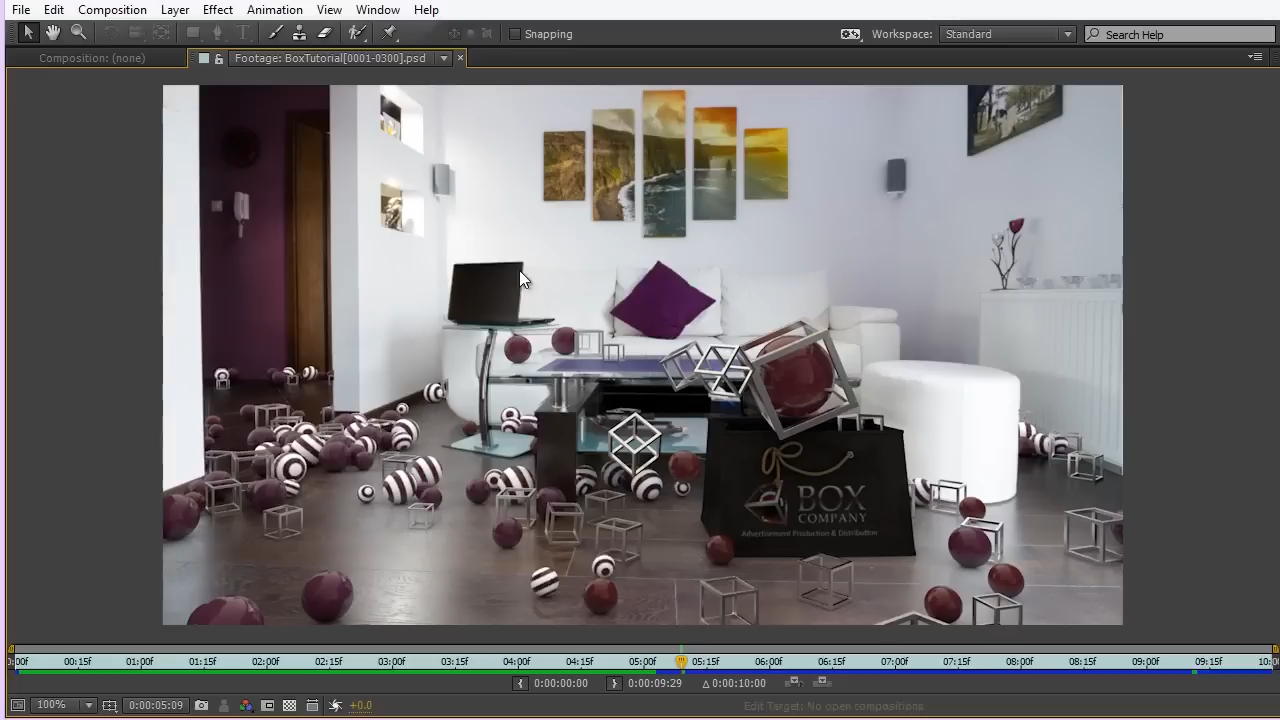 File Edit Composition Layer Effect Animation View Window Help
Snapping Workspace: Standard Search Help
Composition: (none) Footage: BoxTutorial[0001-0300].psd
BOX
COMPANY
Advertisement Production & Distribution
:00f 00:15f 01:00f 01:15f 02:00f 02:15f 03:00f 03:15f 04:00f 04:15f 05:00f 05:15f 06:00f 06:15f 07:00f 07:15f 08:00f 08:15f 09:00f 09:15f 10:
0:00:00:00 0:00:09:29 Δ 0:00:10:00
100% 0:00:05:09 +0.0 Edit Target: No open compositions